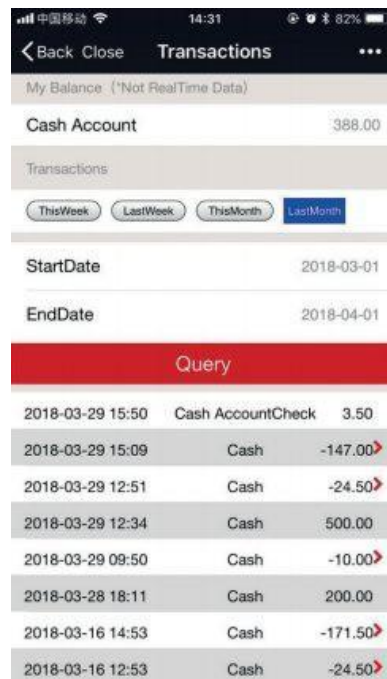 中国移动 14:31 82%
Back Close Transactions •••
My Balance (*Not RealTime Data)
Cash Account 388.00
Transactions
ThisWeek LastWeek ThisMonth LastMonth
StartDate 2018-03-01
EndDate 2018-04-01
Query
2018-03-29 15:50 Cash AccountCheck 3.50
2018-03-29 15:09 Cash -147.00
2018-03-29 12:51 Cash -24.50
2018-03-29 12:34 Cash 500.00
2018-03-29 09:50 Cash -10.00
2018-03-28 18:11 Cash 200.00
2018-03-16 14:53 Cash -171.50
2018-03-16 12:53 Cash -24.50